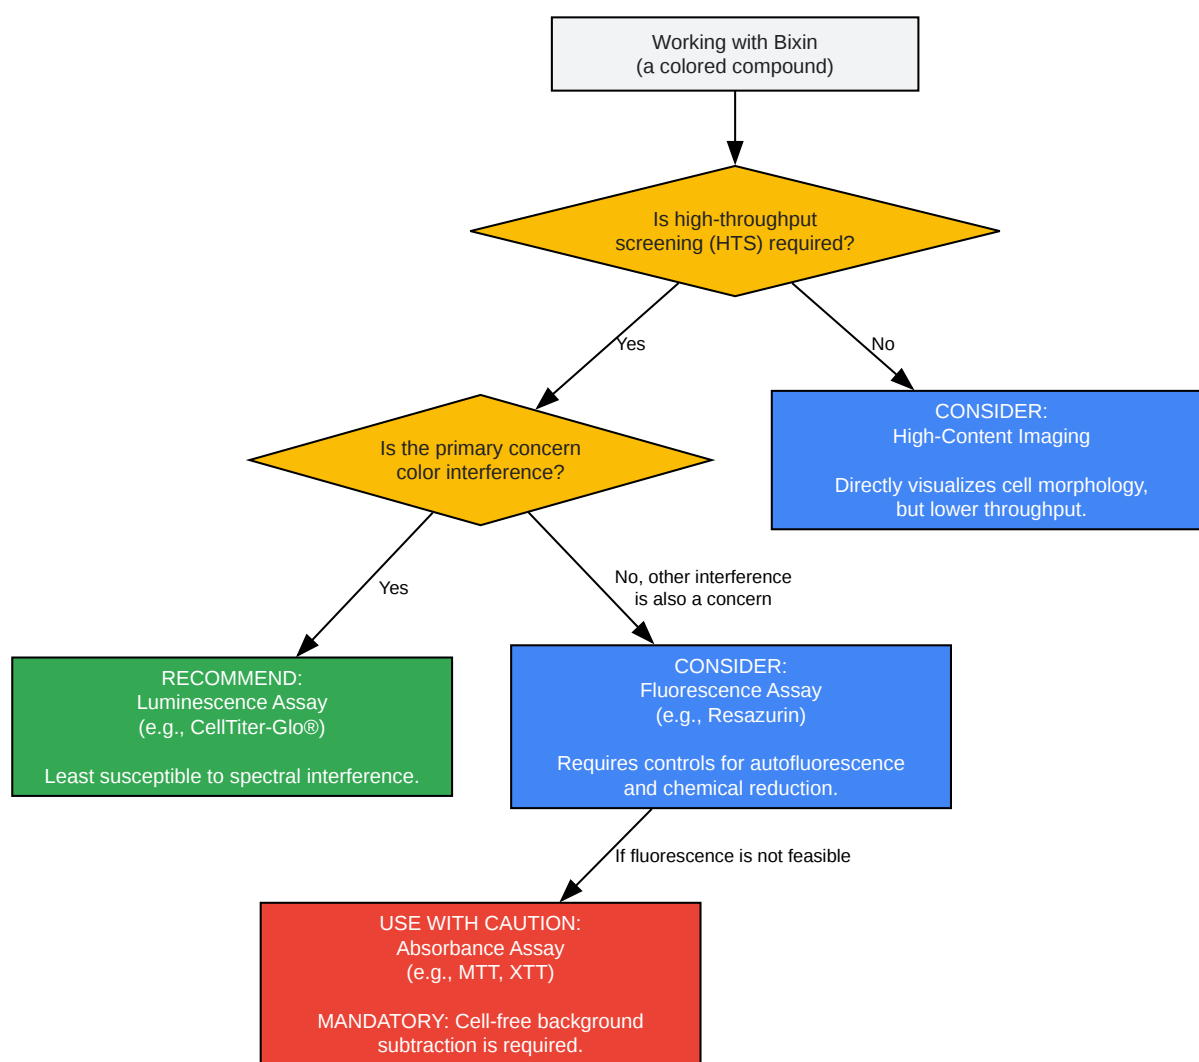 Working with Bixin
(a colored compound)
Is high-throughput
screening (HTS) required?
Yes
No
CONSIDER:
High-Content Imaging
Directly visualizes cell morphology,
but lower throughput.
Is the primary concern
color interference?
Yes
No, other interference
is also a concern
RECOMMEND:
Luminescence Assay
(e.g., CellTiter-Glo®)
Least susceptible to spectral interference.
CONSIDER:
Fluorescence Assay
(e.g., Resazurin)
Requires controls for autofluorescence
and chemical reduction.
If fluorescence is not feasible
USE WITH CAUTION:
Absorbance Assay
(e.g., MTT, XTT)
MANDATORY: Cell-free background
subtraction is required.